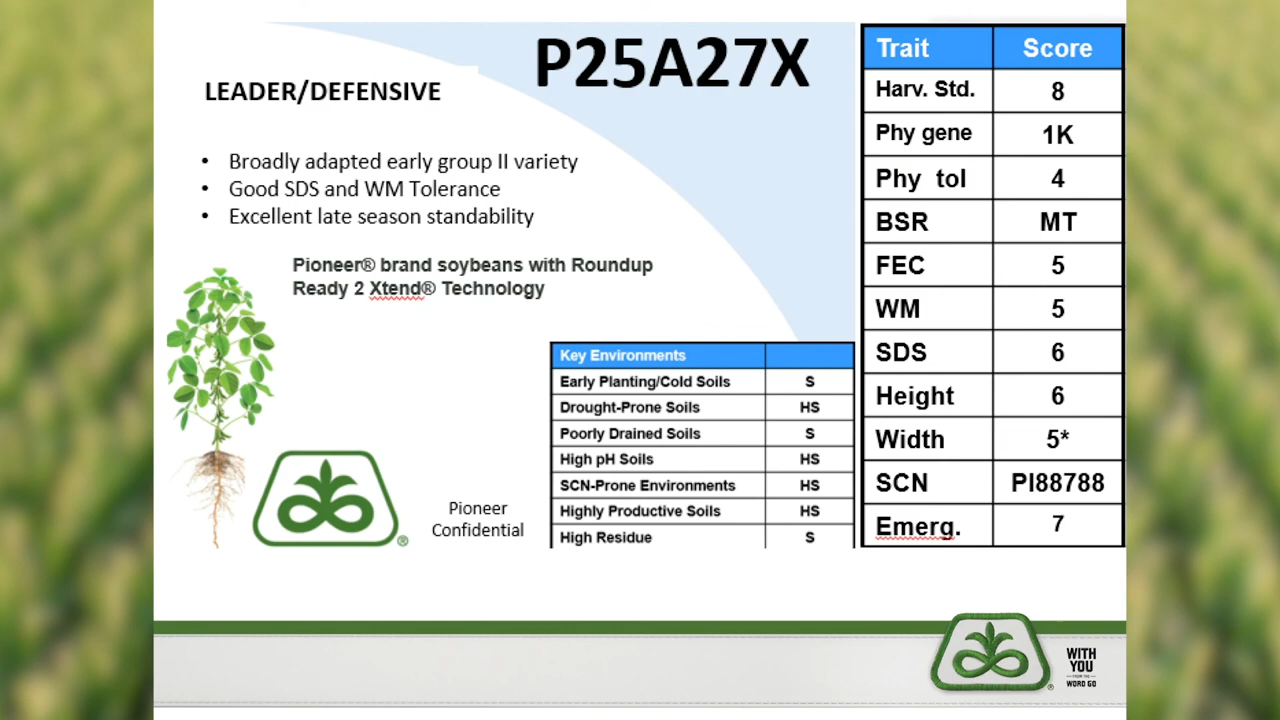 P25A27X
LEADER/DEFENSIVE
• Broadly adapted early group II variety
• Good SDS and WM Tolerance
• Excellent late season standability
Pioneer® brand soybeans with Roundup
Ready 2 Xtend® Technology
Pioneer
Confidential
Key Environments
Early Planting/Cold Soils S
Drought-Prone Soils HS
Poorly Drained Soils S
High pH Soils HS
SCN-Prone Environments HS
Highly Productive Soils HS
High Residue S
Trait Score
Harv. Std. 8
Phy gene 1K
Phy tol 4
BSR MT
FEC 5
WM 5
SDS 6
Height 6
Width 5*
SCN PI88788
Emerg. 7
®
®
WITH
YOU
FROM THE
WORD GO